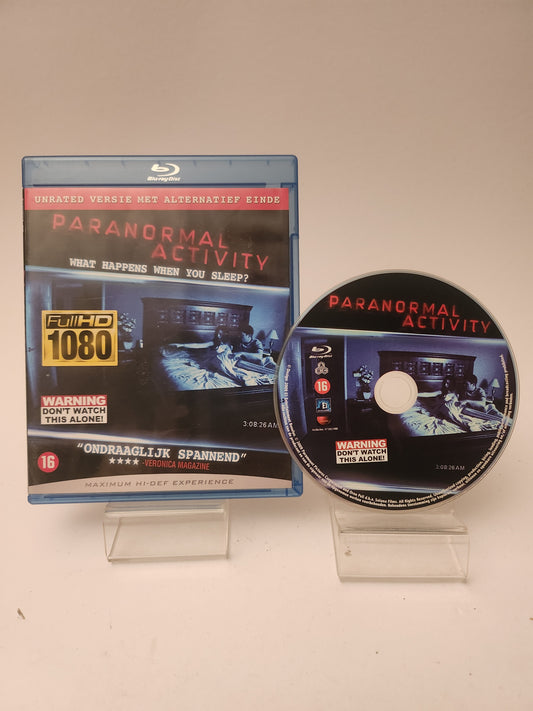 Blu-ray Disc
UNRATED VERSIE MET ALTERNATIEF EINDE
PARANORMAL
ACTIVITY
WHAT HAPPENS WHEN YOU SLEEP?
Full HD
1080
WARNING
DON'T WATCH
THIS ALONE!
3:08:26 AM
16
"ONDRAAGLIJK SPANNEND"
★★★★ -VERONICA MAGAZINE
MAXIMUM HI-DEF EXPERIENCE
PARANORMAL
ACTIVITY
Blu-ray Disc
16
WARNING
DON'T WATCH
THIS ALONE!
3:08:26 AM